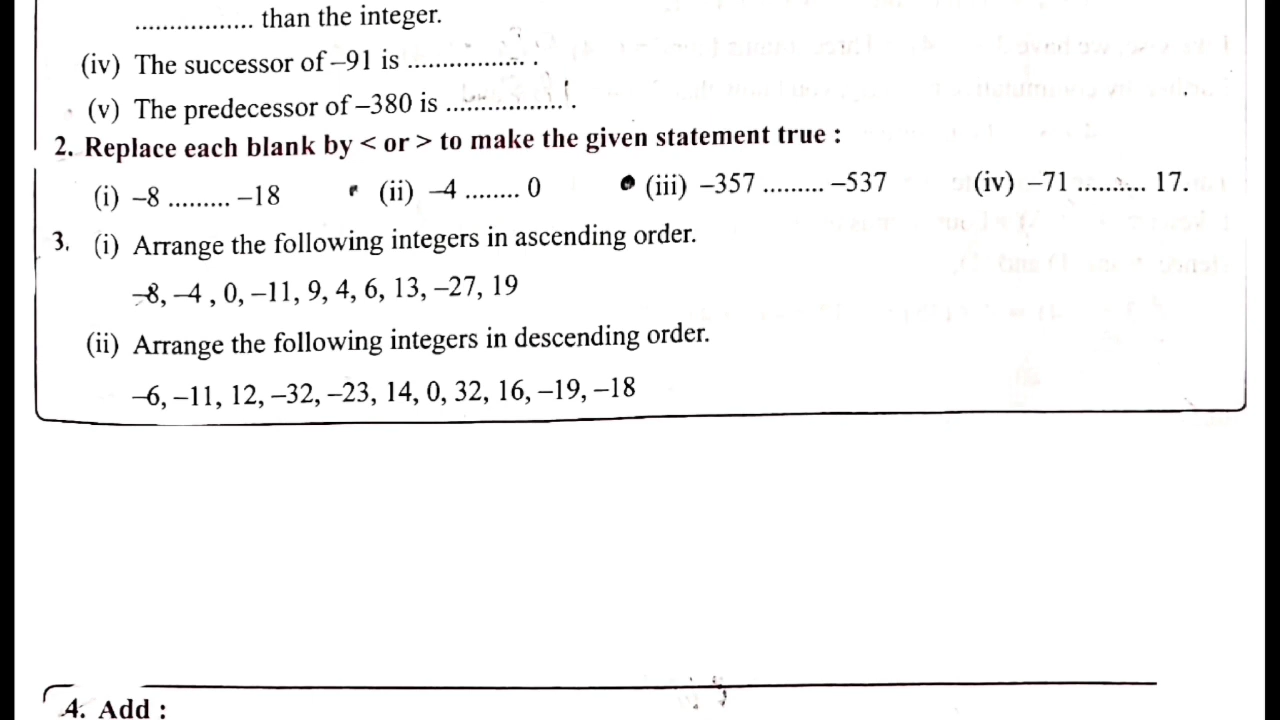 ................. than the integer.
(iv) The successor of –91 is .................. .
(v) The predecessor of –380 is .................. .
2. Replace each blank by < or > to make the given statement true :
(i) –8 ......... –18 (ii) –4 ........ 0 (iii) –357 ......... –537 (iv) –71 .......... 17.
3. (i) Arrange the following integers in ascending order.
–8, –4 , 0, –11, 9, 4, 6, 13, –27, 19
(ii) Arrange the following integers in descending order.
–6, –11, 12, –32, –23, 14, 0, 32, 16, –19, –18
4. Add :